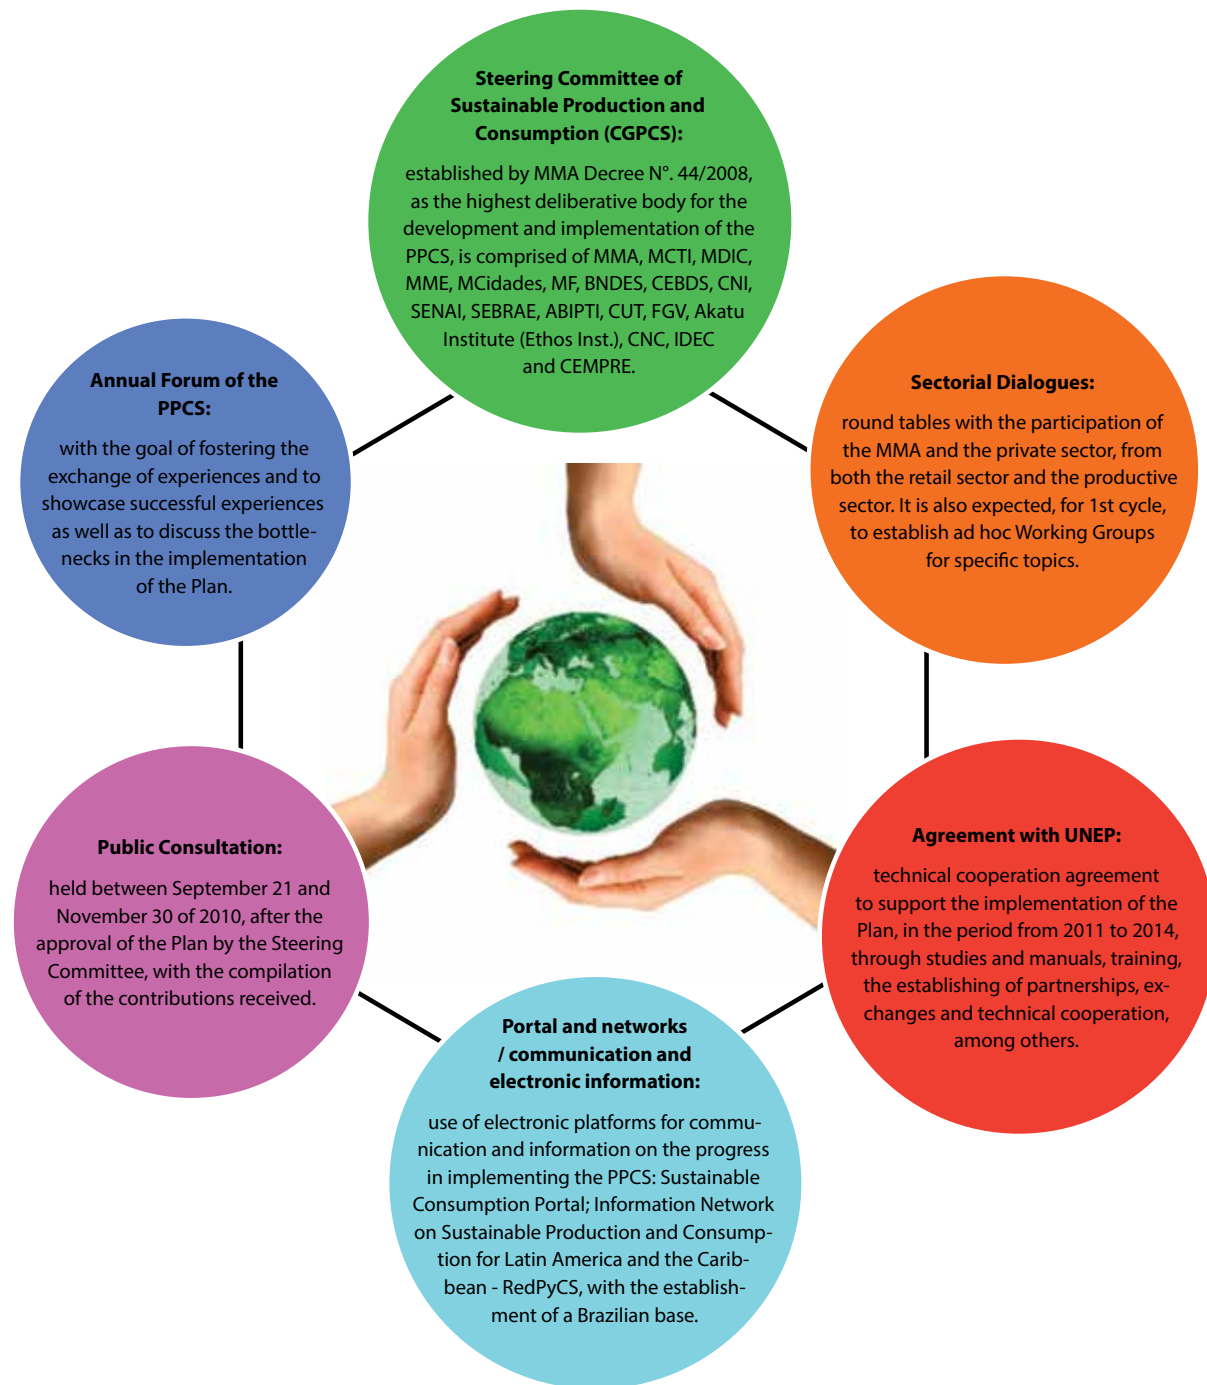 Steering Committee of
Sustainable Production and
Consumption (CGPCS):
established by MMA Decree N°. 44/2008,
as the highest deliberative body for the
development and implementation of the
PPCS, is comprised of MMA, MCTI, MDIC,
MME, MCidades, MF, BNDES, CEBDS, CNI,
SENAI, SEBRAE, ABIPTI, CUT, FGV, Akatu
Institute (Ethos Inst.), CNC, IDEC
and CEMPRE.
Annual Forum of the
PPCS:
with the goal of fostering the
exchange of experiences and to
showcase successful experiences
as well as to discuss the bottle-
necks in the implementation
of the Plan.
Sectorial Dialogues:
round tables with the participation of
the MMA and the private sector, from
both the retail sector and the productive
sector. It is also expected, for 1st cycle,
to establish ad hoc Working Groups
for specific topics.
Public Consultation:
held between September 21 and
November 30 of 2010, after the
approval of the Plan by the Steering
Committee, with the compilation
of the contributions received.
Agreement with UNEP:
technical cooperation agreement
to support the implementation of the
Plan, in the period from 2011 to 2014,
through studies and manuals, training,
the establishing of partnerships, ex-
changes and technical cooperation,
among others.
Portal and networks
/ communication and
electronic information:
use of electronic platforms for commu-
nication and information on the progress
in implementing the PPCS: Sustainable
Consumption Portal; Information Network
on Sustainable Production and Consump-
tion for Latin America and the Carib-
bean - RedPyCS, with the establish-
ment of a Brazilian base.